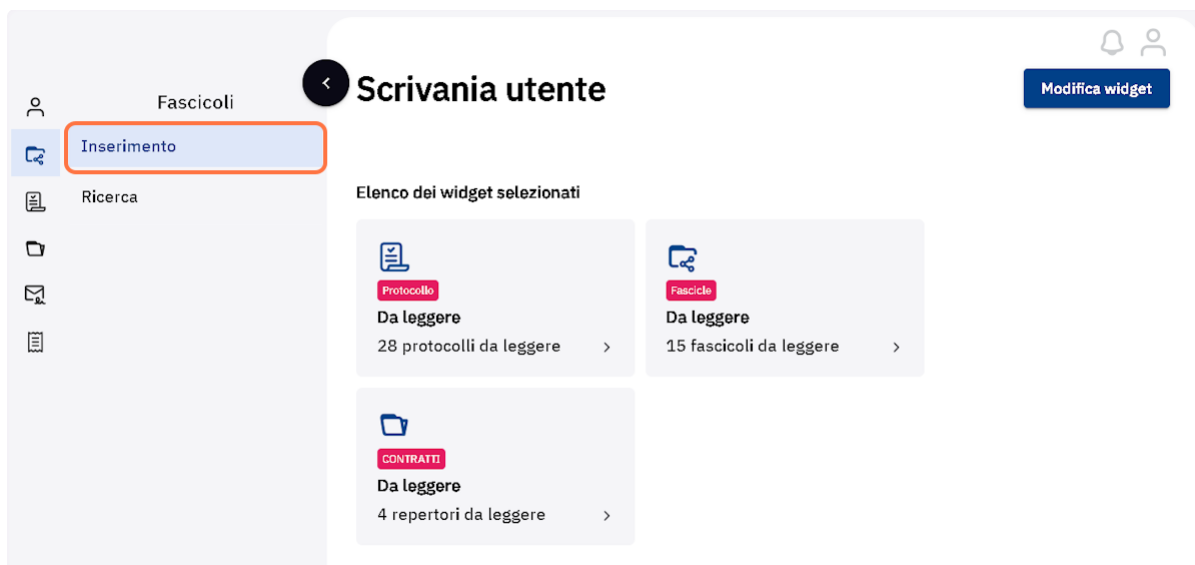 Fascicoli
Inserimento
Ricerca
Scrivania utente
Modifica widget
Elenco dei widget selezionati
Protocollo
Da leggere
28 protocolli da leggere
Fascicle
Da leggere
15 fascicoli da leggere
CONTRATTI
Da leggere
4 repertori da leggere